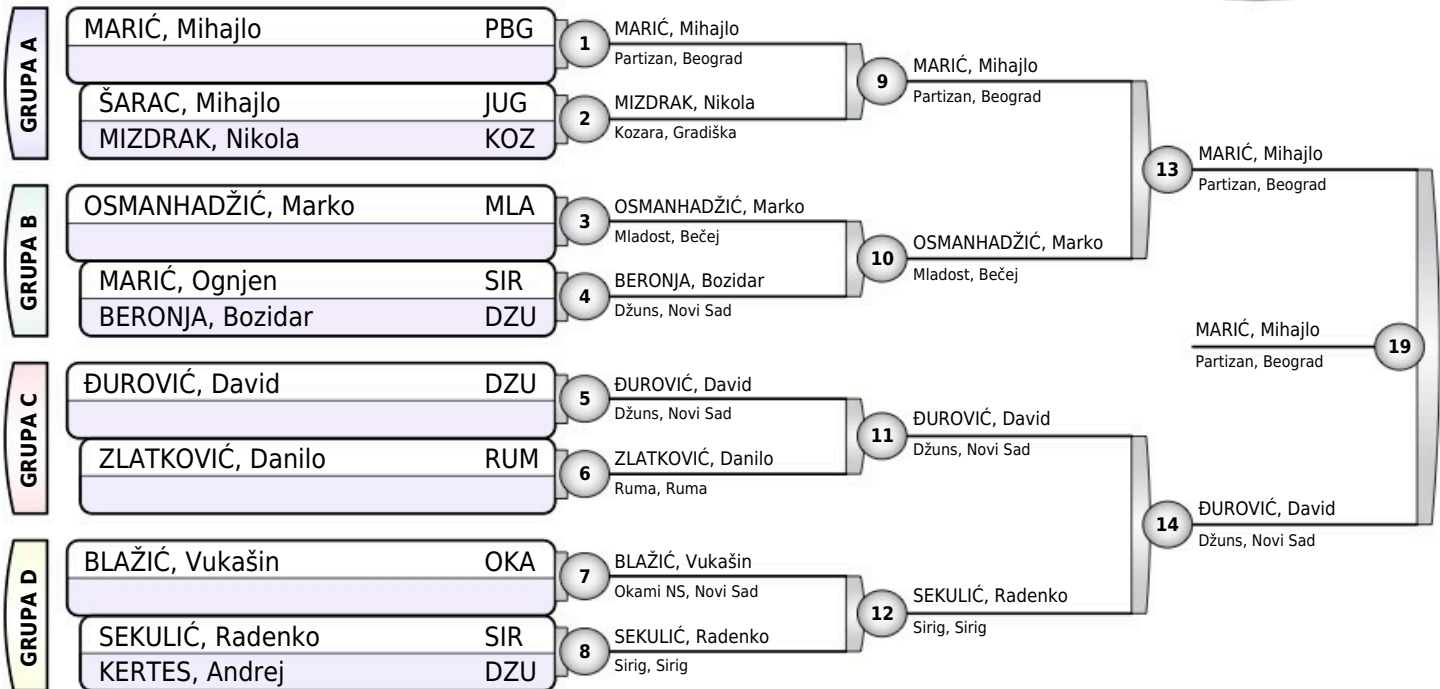 GRUPA A
MARIĆ, Mihajlo PBG
ŠARAC, Mihajlo JUG
MIZDRAK, Nikola KOZ
1
MARIĆ, Mihajlo
Partizan, Beograd
2
MIZDRAK, Nikola
Kozara, Gradiška
9
MARIĆ, Mihajlo
Partizan, Beograd
GRUPA B
OSMANHADŽIĆ, Marko MLA
MARIĆ, Ognjen SIR
BERONJA, Bozidar DZU
3
OSMANHADŽIĆ, Marko
Mladost, Bečej
4
BERONJA, Bozidar
Džuns, Novi Sad
10
OSMANHADŽIĆ, Marko
Mladost, Bečej
13
MARIĆ, Mihajlo
Partizan, Beograd
GRUPA C
ĐUROVIĆ, David DZU
ZLATKOVIĆ, Danilo RUM
5
ĐUROVIĆ, David
Džuns, Novi Sad
6
ZLATKOVIĆ, Danilo
Ruma, Ruma
11
ĐUROVIĆ, David
Džuns, Novi Sad
GRUPA D
BLAŽIĆ, Vukašin OKA
SEKULIĆ, Radenko SIR
KERTES, Andrej DZU
7
BLAŽIĆ, Vukašin
Okami NS, Novi Sad
8
SEKULIĆ, Radenko
Sirig, Sirig
12
SEKULIĆ, Radenko
Sirig, Sirig
14
ĐUROVIĆ, David
Džuns, Novi Sad
MARIĆ, Mihajlo
Partizan, Beograd
19